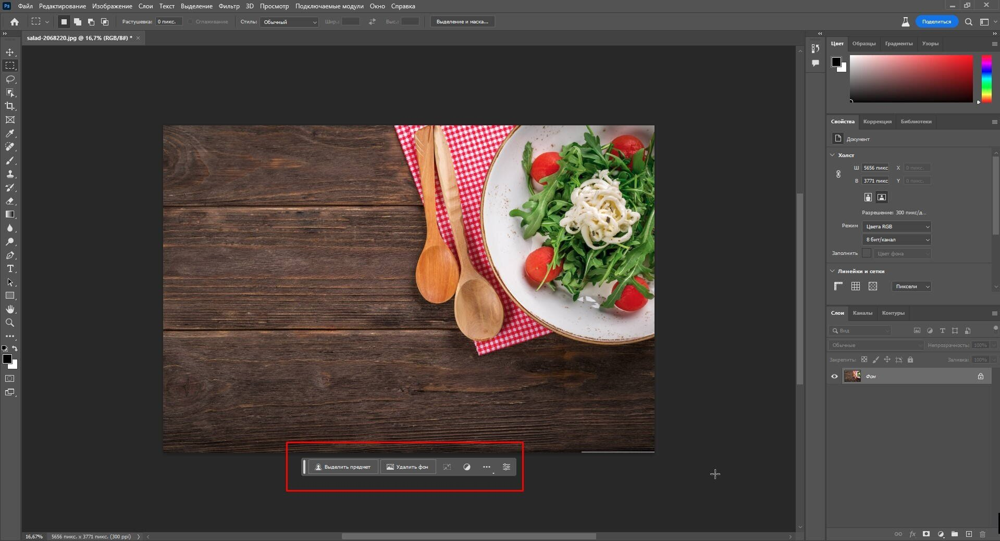 Ps Файл Редактирование Изображение Слои Текст Выделение Фильтр 3D Просмотр Подключаемые модули Окно Справка
Растушевка: 0 пикс. Сглаживание Стиль: Обычный Шир.: Выс.: Выделение и маска... Поделиться
salad-2068220.jpg @ 16,7% (RGB/8#) * ×
Цвет Образцы Градиенты Узоры
Свойства Коррекция Библиотеки
Документ
Холст
Ш 5656 пикс X 0 пикс.
В 3771 пикс Y 0 пикс.
Разрешение: 300 пикс/д...
Режим Цвета RGB
8 бит/канал
Заполнить Цвет фона
Линейки и сетки
Пиксели
Слои Каналы Контуры
Вид
Обычные Непрозрачность: 100%
Закрепить: Заливка: 100%
Фон
Выделить предмет Удалить фон
16,67% 5656 пикс. x 3771 пикс. (300 ppi)